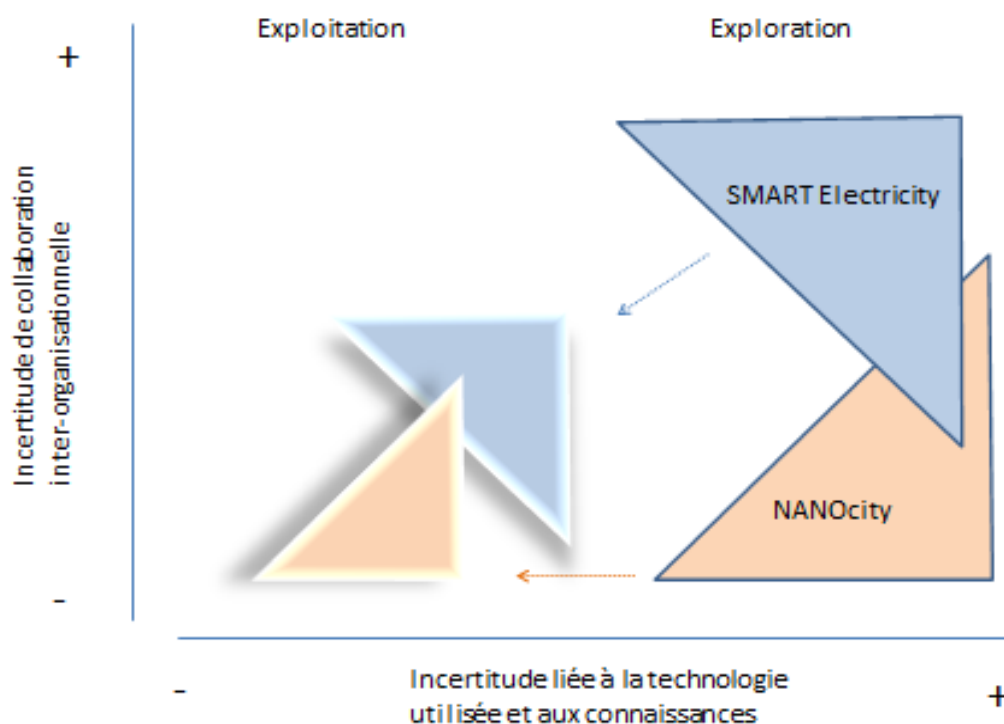 Exploitation
Exploration
+
Incertitude de collaboration
inter-organisationnelle
SMART Electricity
NANOcity
-
-
Incertitude liée à la technologie
utilisée et aux connaissances
+